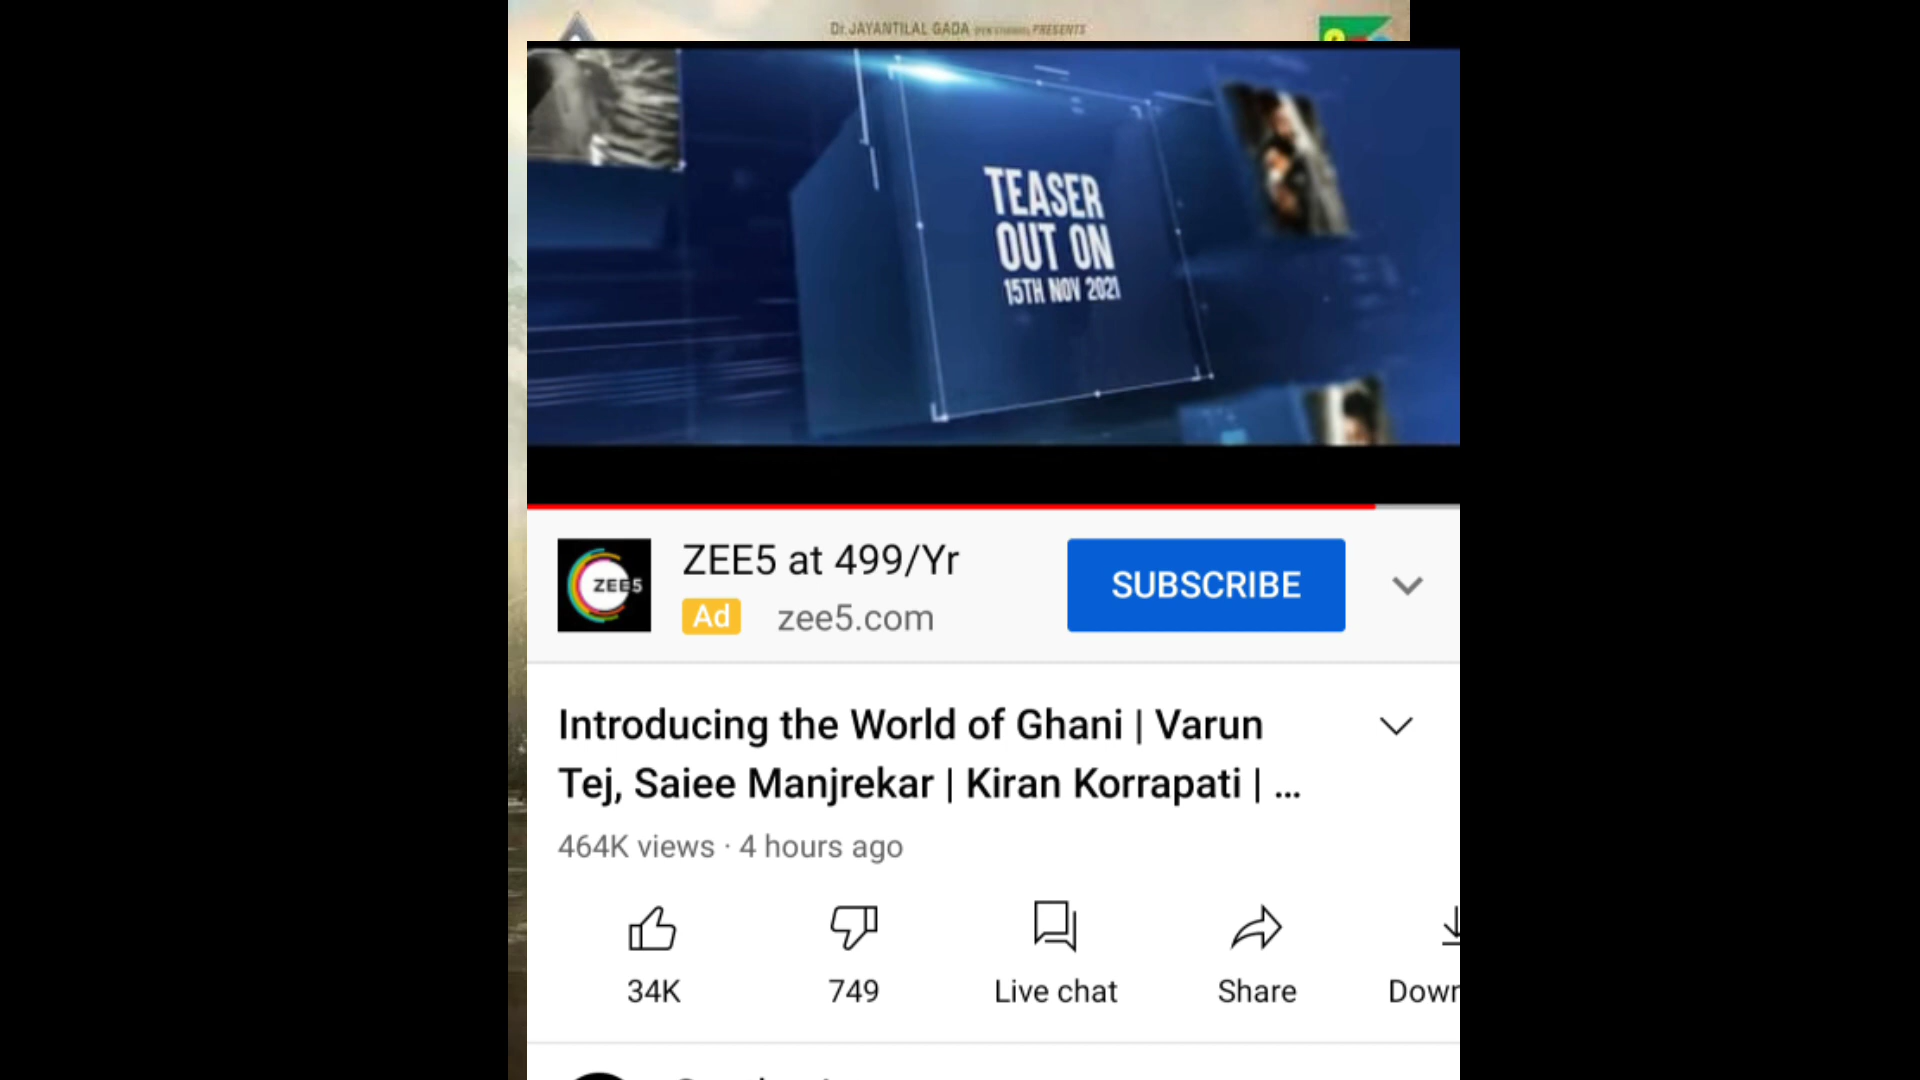 Dr. JAYANTILAL GADA PRESENTS
TEASER
OUT ON
15TH NOV 2021
ZEE5
ZEE5 at 499/Yr
SUBSCRIBE
Ad zee5.com
Introducing the World of Ghani | Varun
Tej, Saiee Manjrekar | Kiran Korrapati | ...
464K views · 4 hours ago
34K
749
Live chat
Share